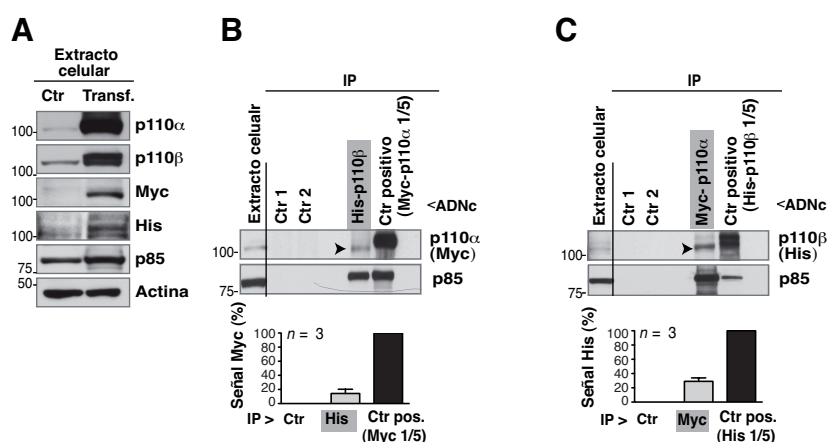 A
Extracto
celular
Ctr Transf.
100- p110α
100- p110β
100- Myc
100- His
75- p85
50- Actina
B
IP
Extracto celualr
Ctr 1
Ctr 2
His-p110β
Ctr positivo
(Myc-p110α 1/5)
<ADNc
100- p110α
(Myc)
75- p85
Señal Myc (%)
n = 3
100
80
60
40
20
0
IP > Ctr His Ctr pos.
(Myc 1/5)
C
IP
Extracto celular
Ctr 1
Ctr 2
Myc- p110α
Ctr positivo
(His-p110β 1/5)
<ADNc
100- p110β
(His)
75- p85
Señal His (%)
n = 3
100
80
60
40
20
0
IP > Ctr Myc Ctr pos.
(His 1/5)